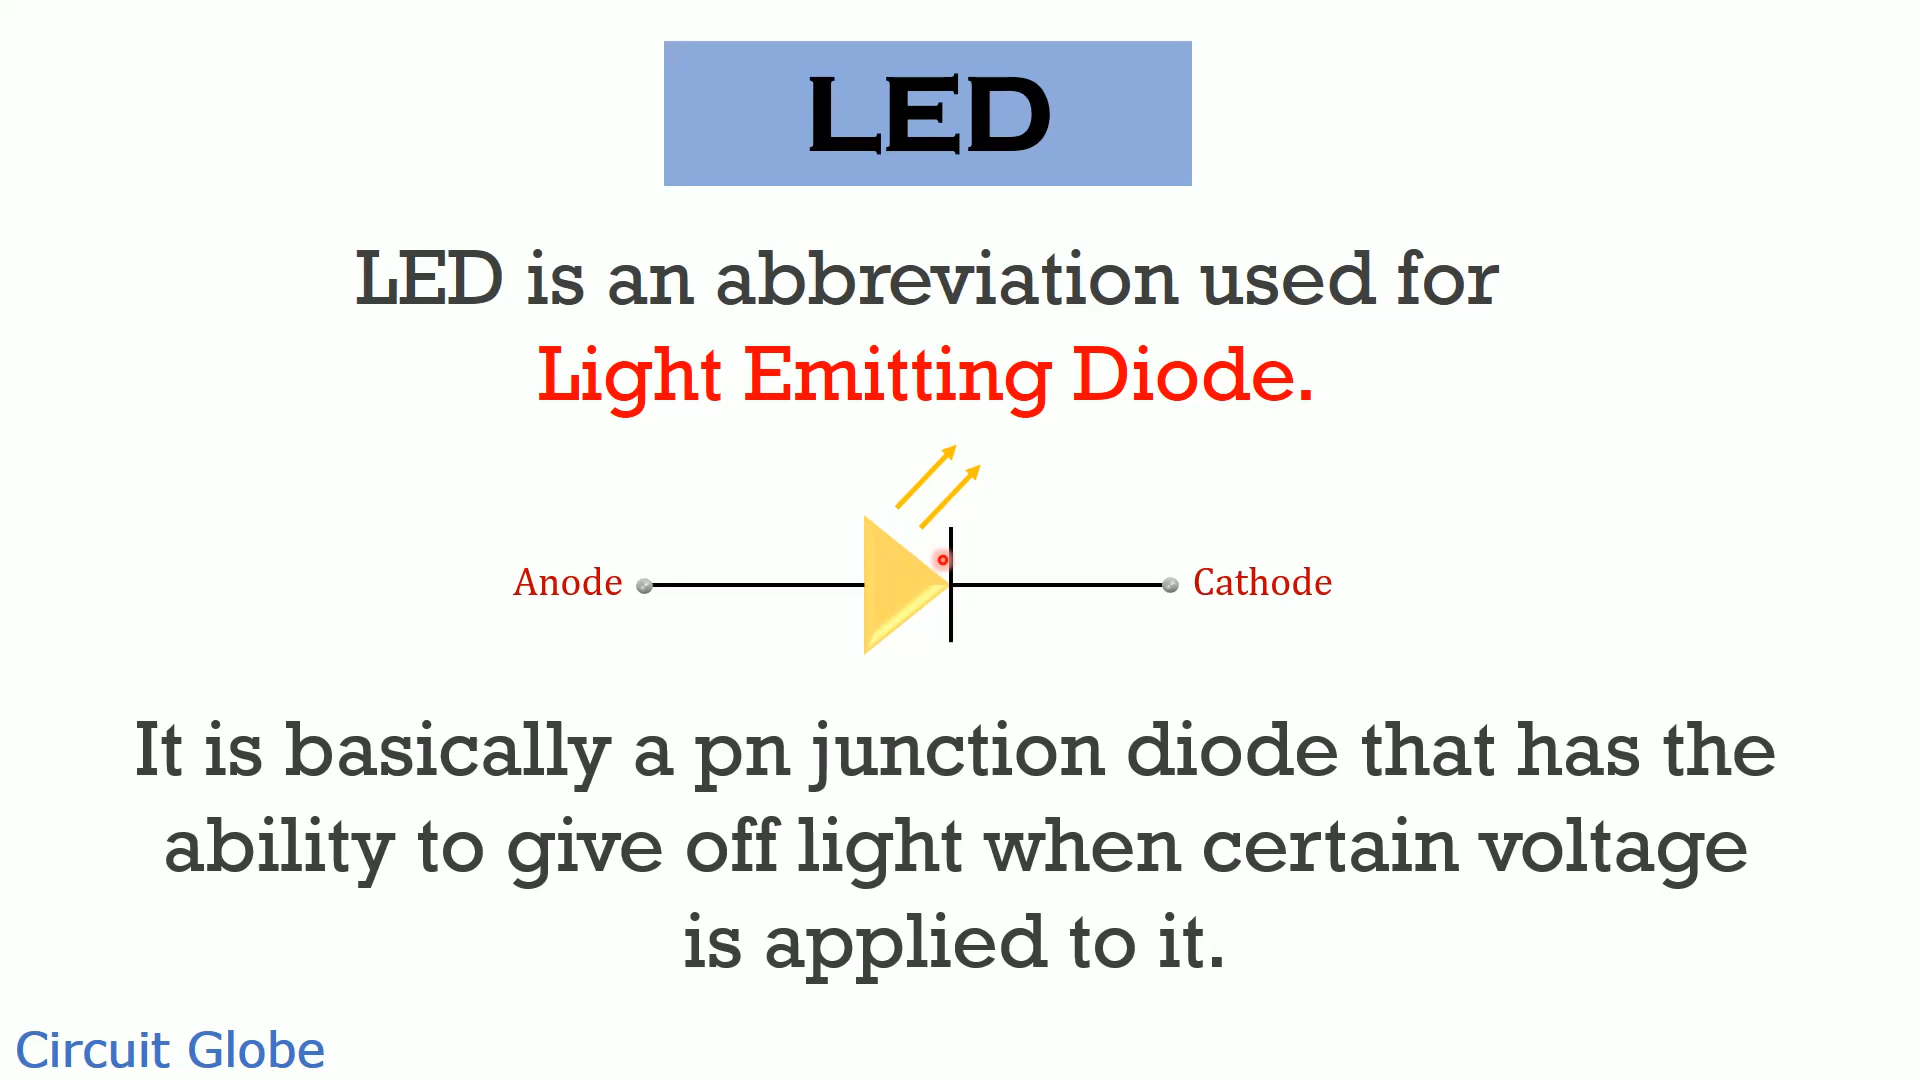 LED
LED is an abbreviation used for
Light Emitting Diode.
Anode
Cathode
It is basically a pn junction diode that has the
ability to give off light when certain voltage
is applied to it.
Circuit Globe